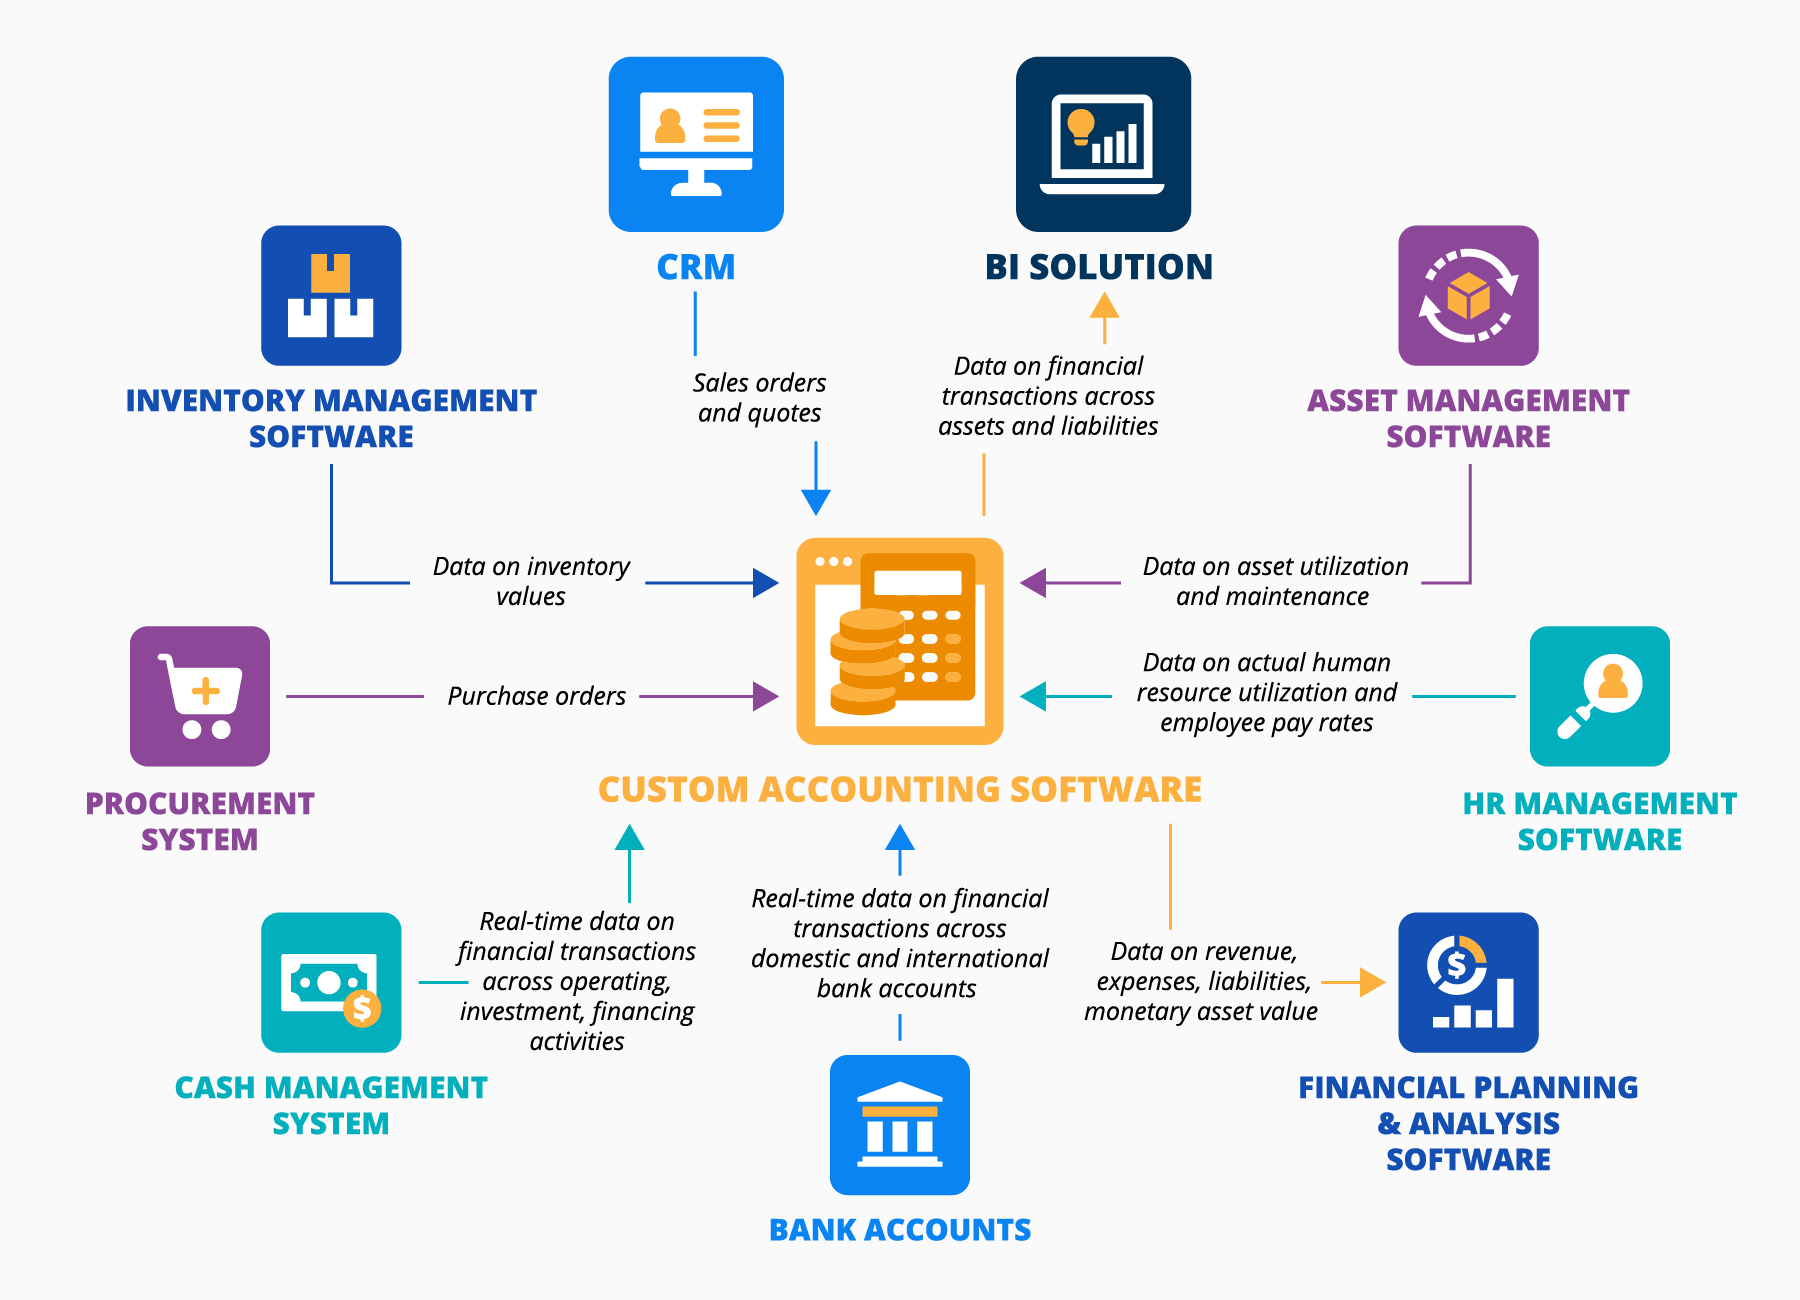 CRM
BI SOLUTION
INVENTORY MANAGEMENT
SOFTWARE
ASSET MANAGEMENT
SOFTWARE
Sales orders
and quotes
Data on financial
transactions across
assets and liabilities
Data on inventory
values
Data on asset utilization
and maintenance
Purchase orders
Data on actual human
resource utilization and
employee pay rates
CUSTOM ACCOUNTING SOFTWARE
PROCUREMENT
SYSTEM
HR MANAGEMENT
SOFTWARE
Real-time data on
financial transactions
across operating,
investment, financing
activities
Real-time data on financial
transactions across
domestic and international
bank accounts
Data on revenue,
expenses, liabilities,
monetary asset value
$
$
CASH MANAGEMENT
SYSTEM
FINANCIAL PLANNING
& ANALYSIS
SOFTWARE
BANK ACCOUNTS